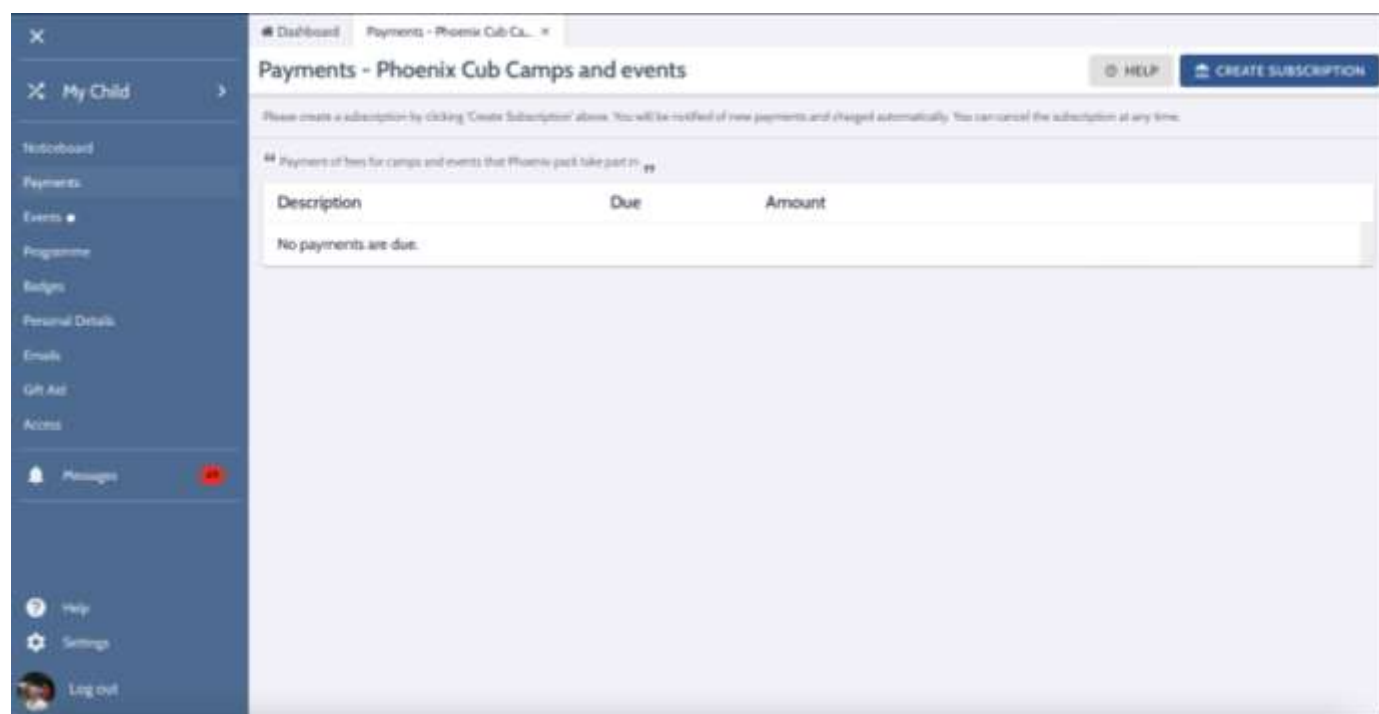 My Child
Noticeboard
Payments
Events
Programme
Badges
Personal Details
Emails
Gift Aid
Access
Messages
Help
Settings
Log out
Dashboard
Payments - Phoenix Cub Ca...
Payments - Phoenix Cub Camps and events
HELP
CREATE SUBSCRIPTION
Please create a subscription by clicking 'Create Subscription' above. You will be notified of new payments and charged automatically. You can cancel the subscription at any time.
“ Payment of fees for camps and events that Phoenix pack take part in „
Description Due Amount
No payments are due.